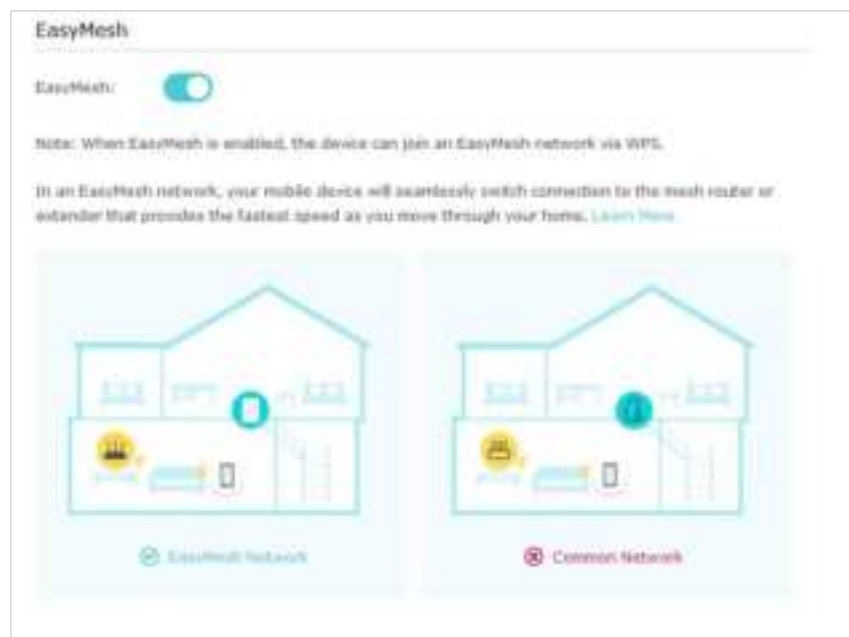 EasyMesh
EasyMesh:
Note: When EasyMesh is enabled, the device can join an EasyMesh network via WPS.
In an EasyMesh network, your mobile device will seamlessly switch connection to the mesh router or
extender that provides the fastest speed as you move through your home. Learn More
EasyMesh Network
Common Network